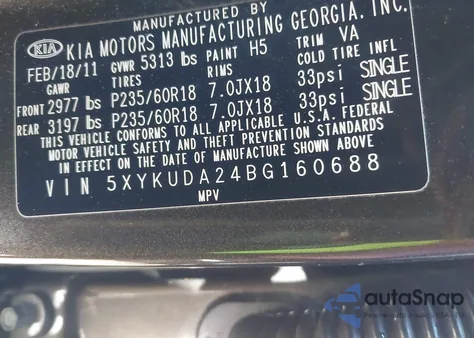 MANUFACTURED BY
KIA KIA MOTORS MANUFACTURING GEORGIA, INC.
FEB/18/11 GVWR 5313 lbs PAINT H5 TRIM VA
GAWR TIRES RIMS COLD TIRE INFL
FRONT 2977 lbs P235/60R18 7.0JX18 33psi SINGLE
REAR 3197 lbs P235/60R18 7.0JX18 33psi SINGLE
THIS VEHICLE CONFORMS TO ALL APPLICABLE U.S.A. FEDERAL
MOTOR VEHICLE SAFETY AND THEFT PREVENTION STANDARDS
IN EFFECT ON THE DATE OF MANUFACTURE SHOWN ABOVE
VIN 5XYKUDA24BG160688
MPV
autoSnap